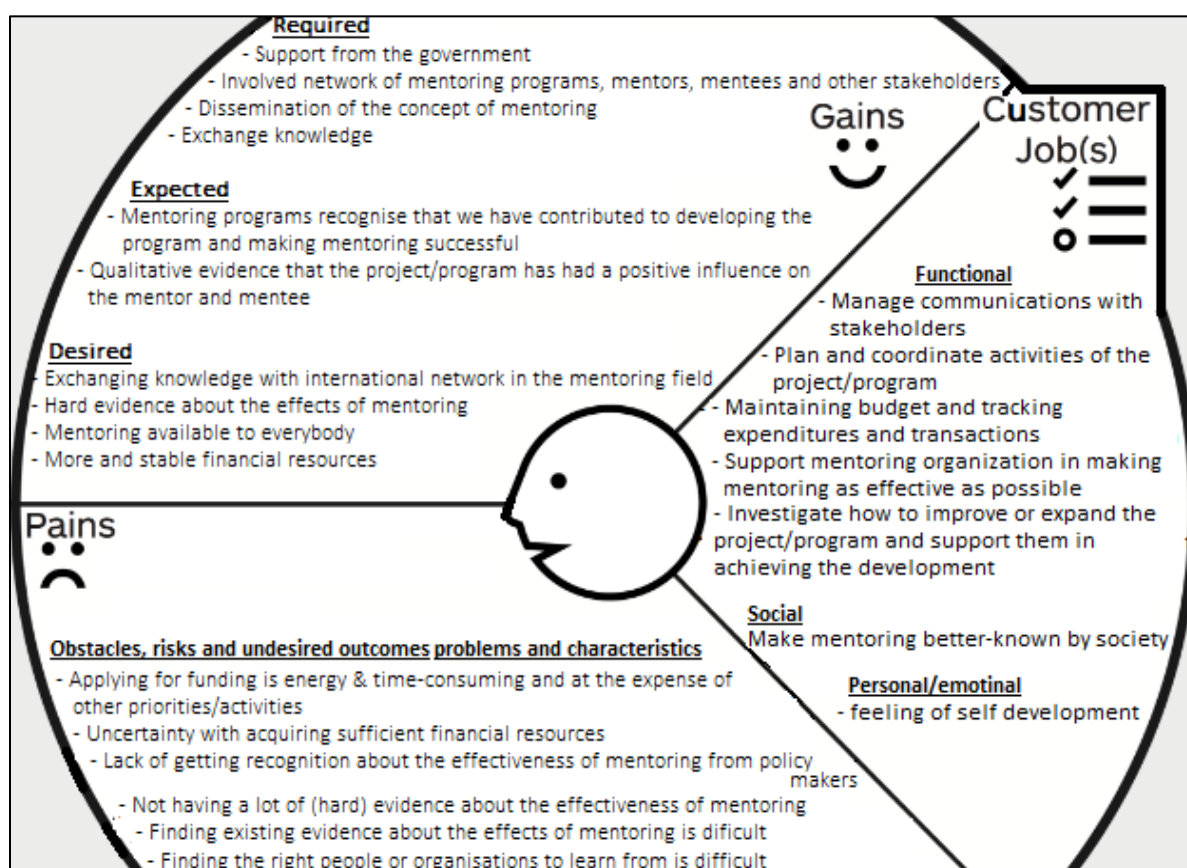 Required
- Support from the government
- Involved network of mentoring programs, mentors, mentees and other stakeholders
- Dissemination of the concept of mentoring
- Exchange knowledge
Gains
Expected
- Mentoring programs recognise that we have contributed to developing the
program and making mentoring successful
- Qualitative evidence that the project/program has had a positive influence on
the mentor and mentee
Desired
- Exchanging knowledge with international network in the mentoring field
- Hard evidence about the effects of mentoring
- Mentoring available to everybody
- More and stable financial resources
Customer
Job(s)
Functional
- Manage communications with
stakeholders
- Plan and coordinate activities of the
project/program
- Maintaining budget and tracking
expenditures and transactions
- Support mentoring organization in making
mentoring as effective as possible
- Investigate how to improve or expand the
project/program and support them in
achieving the development
Social
Make mentoring better-known by society
Personal/emotinal
- feeling of self development
Pains
Obstacles, risks and undesired outcomes problems and characteristics
- Applying for funding is energy & time-consuming and at the expense of
other priorities/activities
- Uncertainty with acquiring sufficient financial resources
- Lack of getting recognition about the effectiveness of mentoring from policy
makers
- Not having a lot of (hard) evidence about the effectiveness of mentoring
- Finding existing evidence about the effects of mentoring is dificult
- Finding the right people or organisations to learn from is difficult